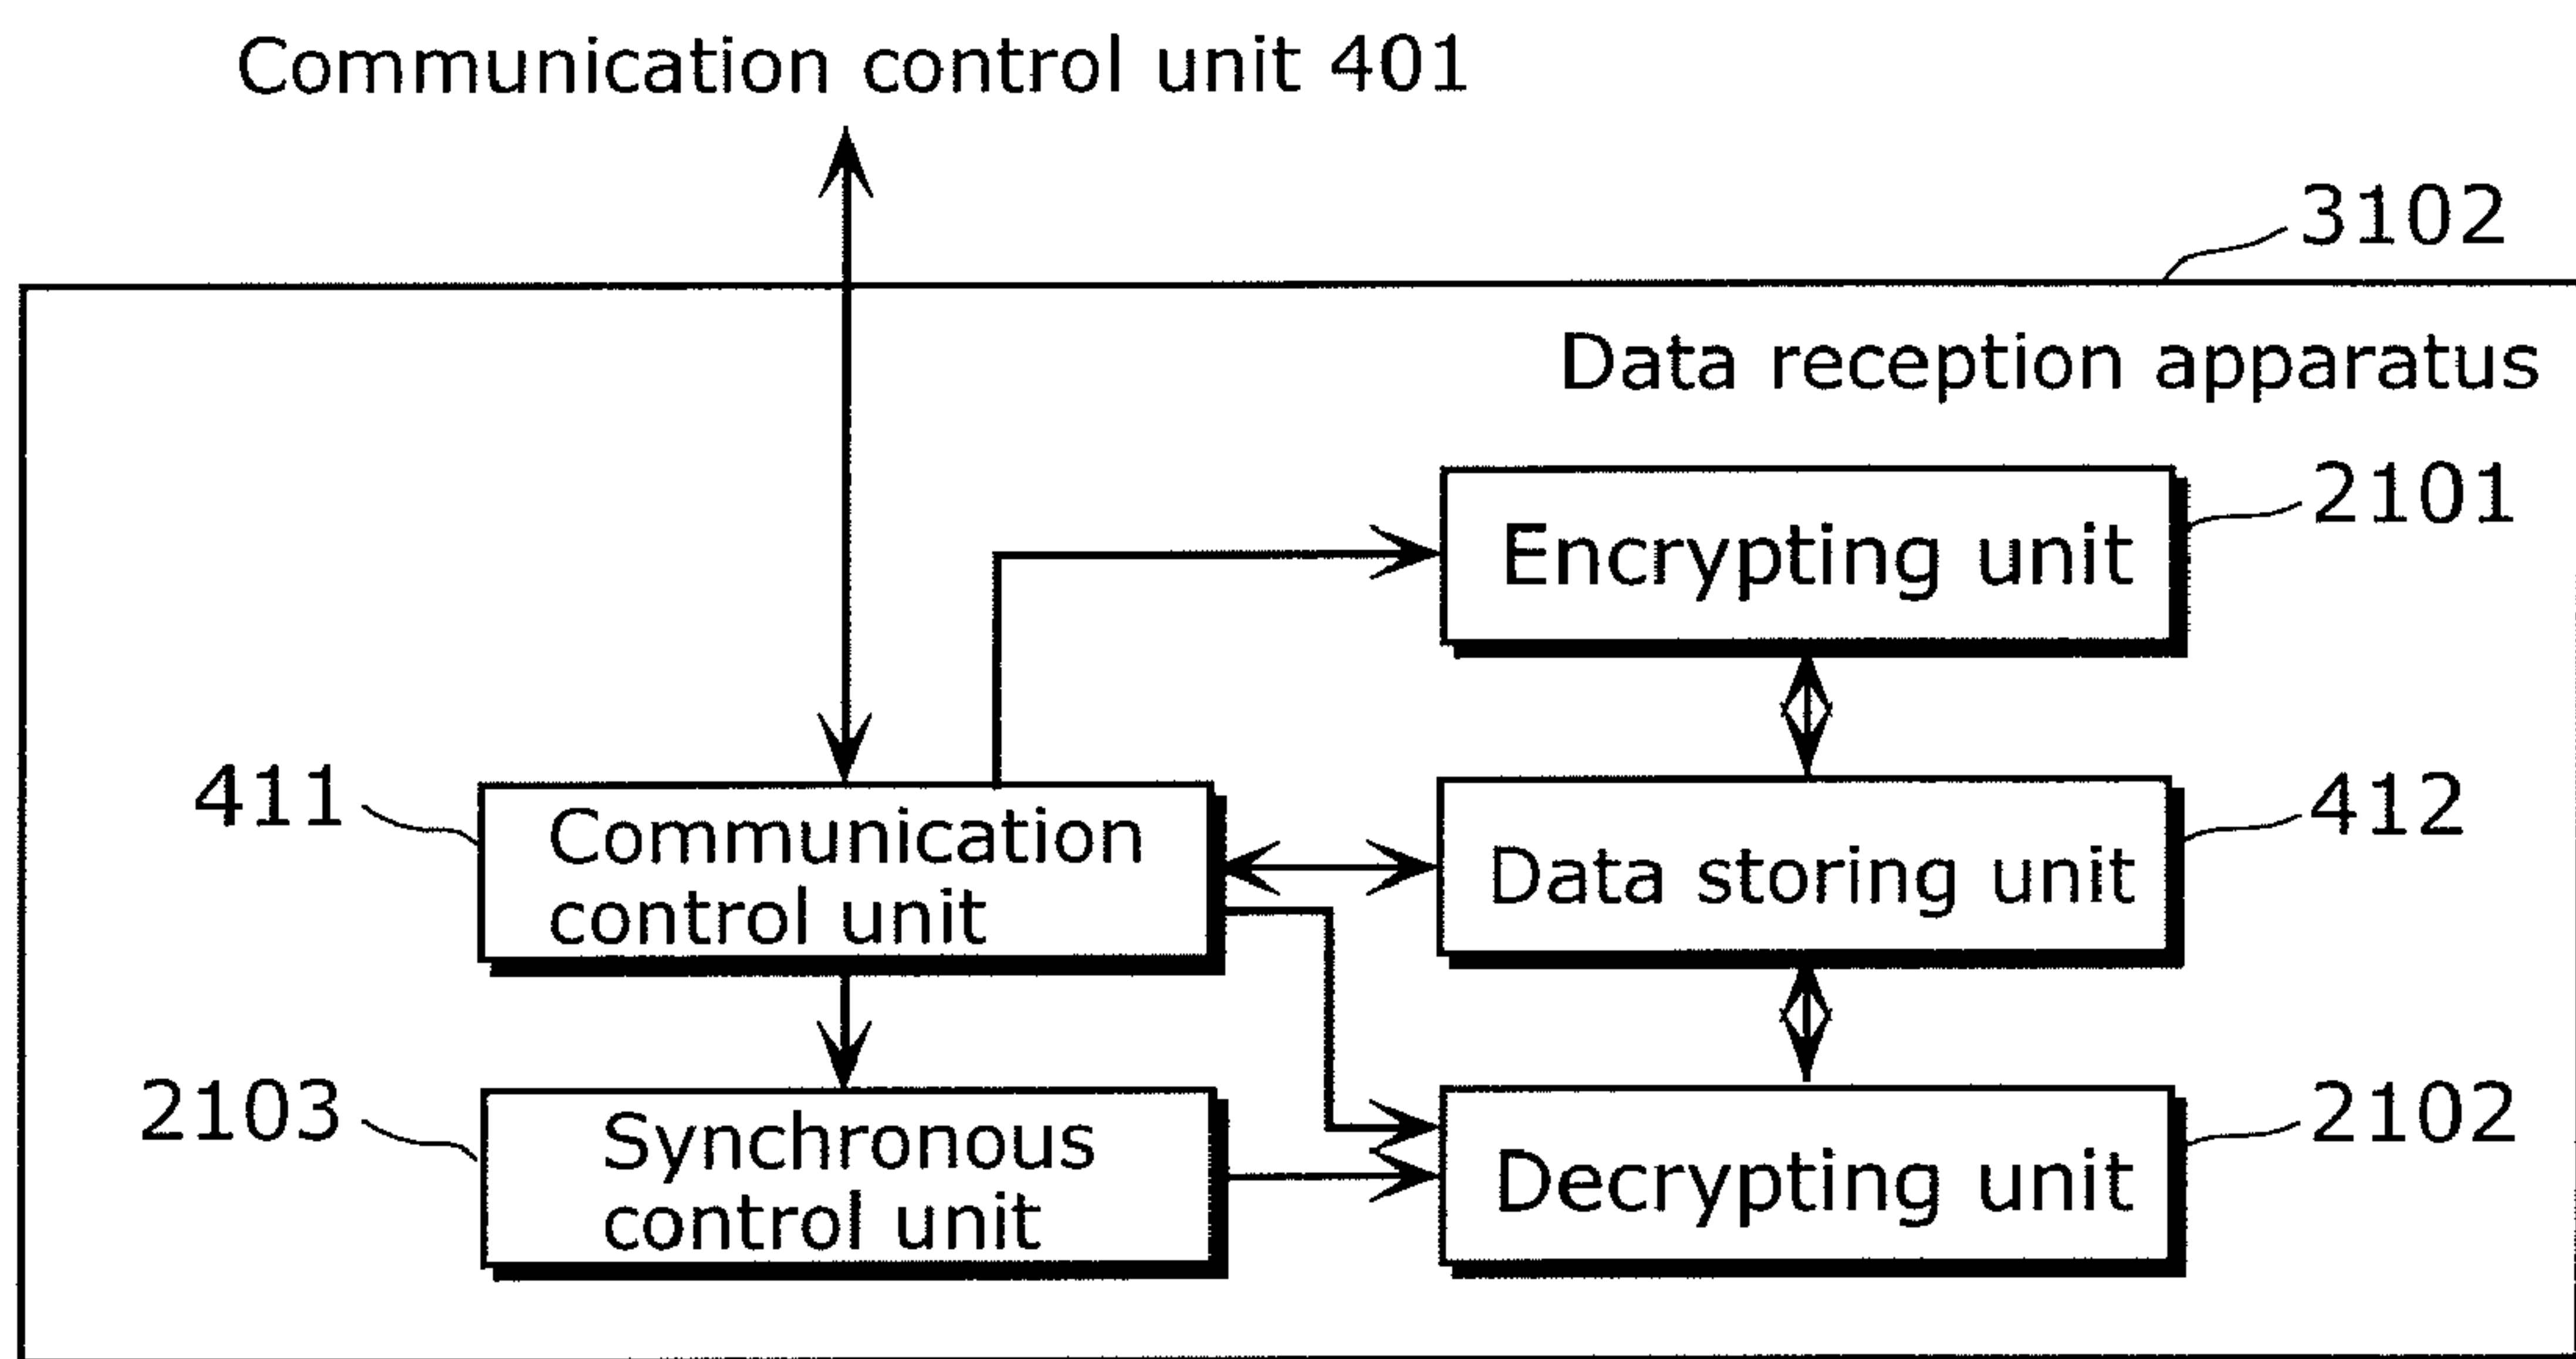 Communication control unit 401
3102
Data reception apparatus
2101
Encrypting unit
411
Communication
control unit
412
Data storing unit
2103
Synchronous
control unit
2102
Decrypting unit